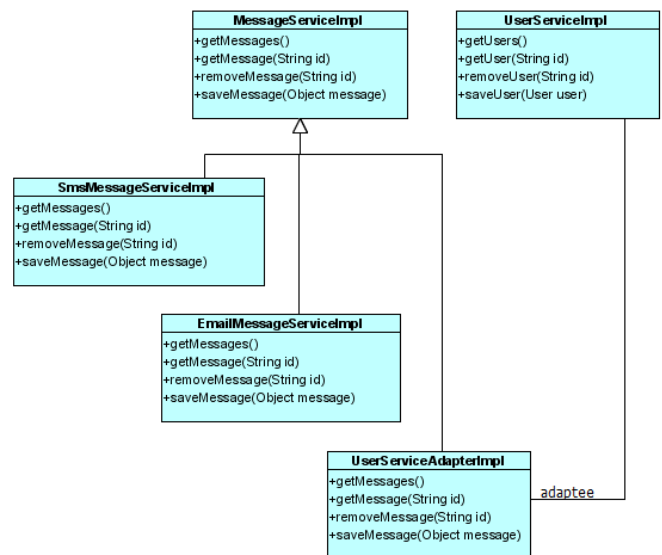 MessageServiceImpl
+getMessages()
+getMessage(String id)
+removeMessage(String id)
+saveMessage(Object message)
UserServiceImpl
+getUsers()
+getUser(String id)
+removeUser(String id)
+saveUser(User user)
SmsMessageServiceImpl
+getMessages()
+getMessage(String id)
+removeMessage(String id)
+saveMessage(Object message)
EmailMessageServiceImpl
+getMessages()
+getMessage(String id)
+removeMessage(String id)
+saveMessage(Object message)
UserServiceAdapterImpl
+getMessages()
+getMessage(String id)
+removeMessage(String id)
+saveMessage(Object message)
adaptee